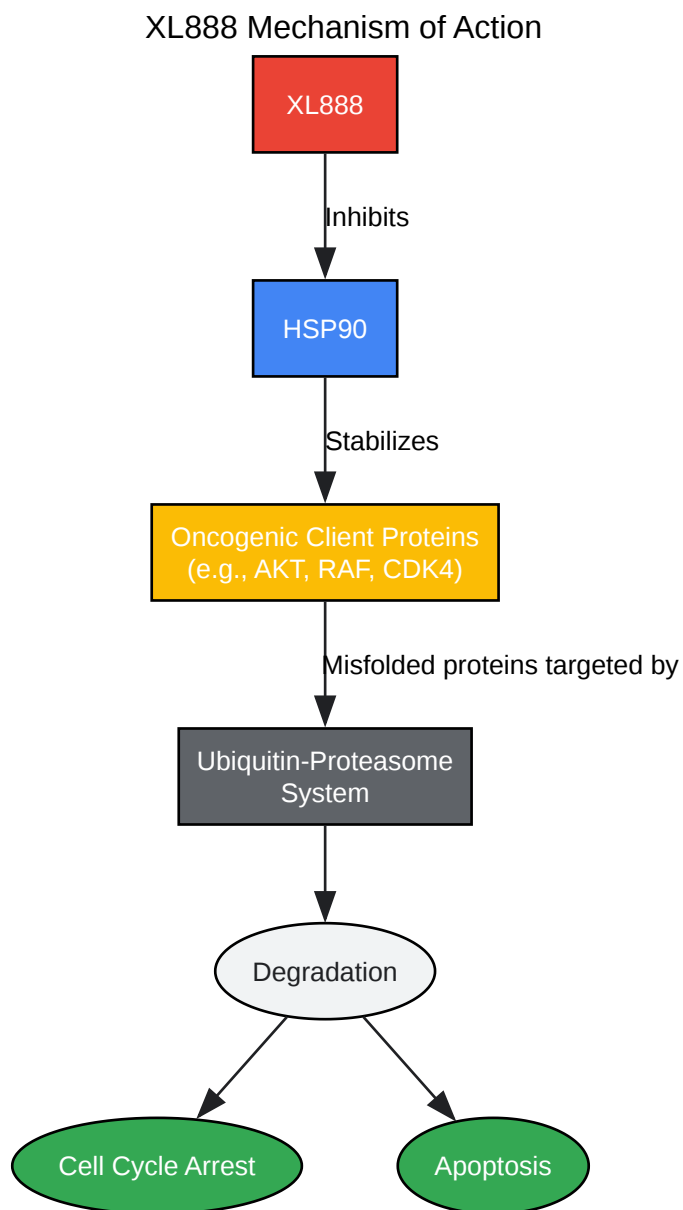 XL888 Mechanism of Action
XL888
Inhibits
HSP90
Stabilizes
Oncogenic Client Proteins
(e.g., AKT, RAF, CDK4)
Misfolded proteins targeted by
Ubiquitin-Proteasome
System
Degradation
Cell Cycle Arrest
Apoptosis